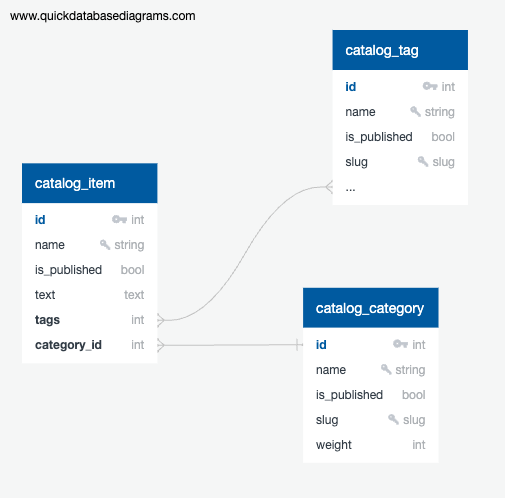 www.quickdatabasediagrams.com
catalog_tag
id int
name string
is_published bool
slug slug
...
catalog_item
id int
name string
is_published bool
text text
tags int
category_id int
catalog_category
id int
name string
is_published bool
slug slug
weight int